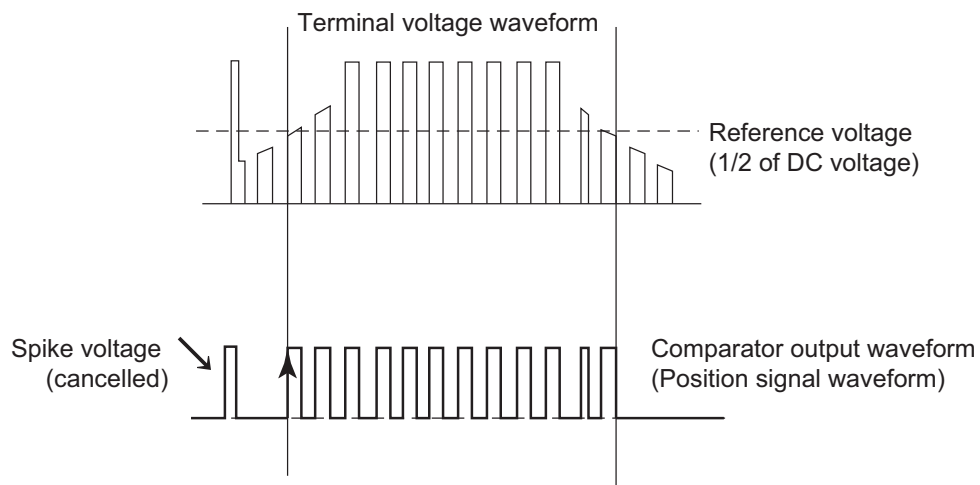 Terminal voltage waveform
Reference voltage
(1/2 of DC voltage)
Spike voltage
(cancelled)
Comparator output waveform
(Position signal waveform)